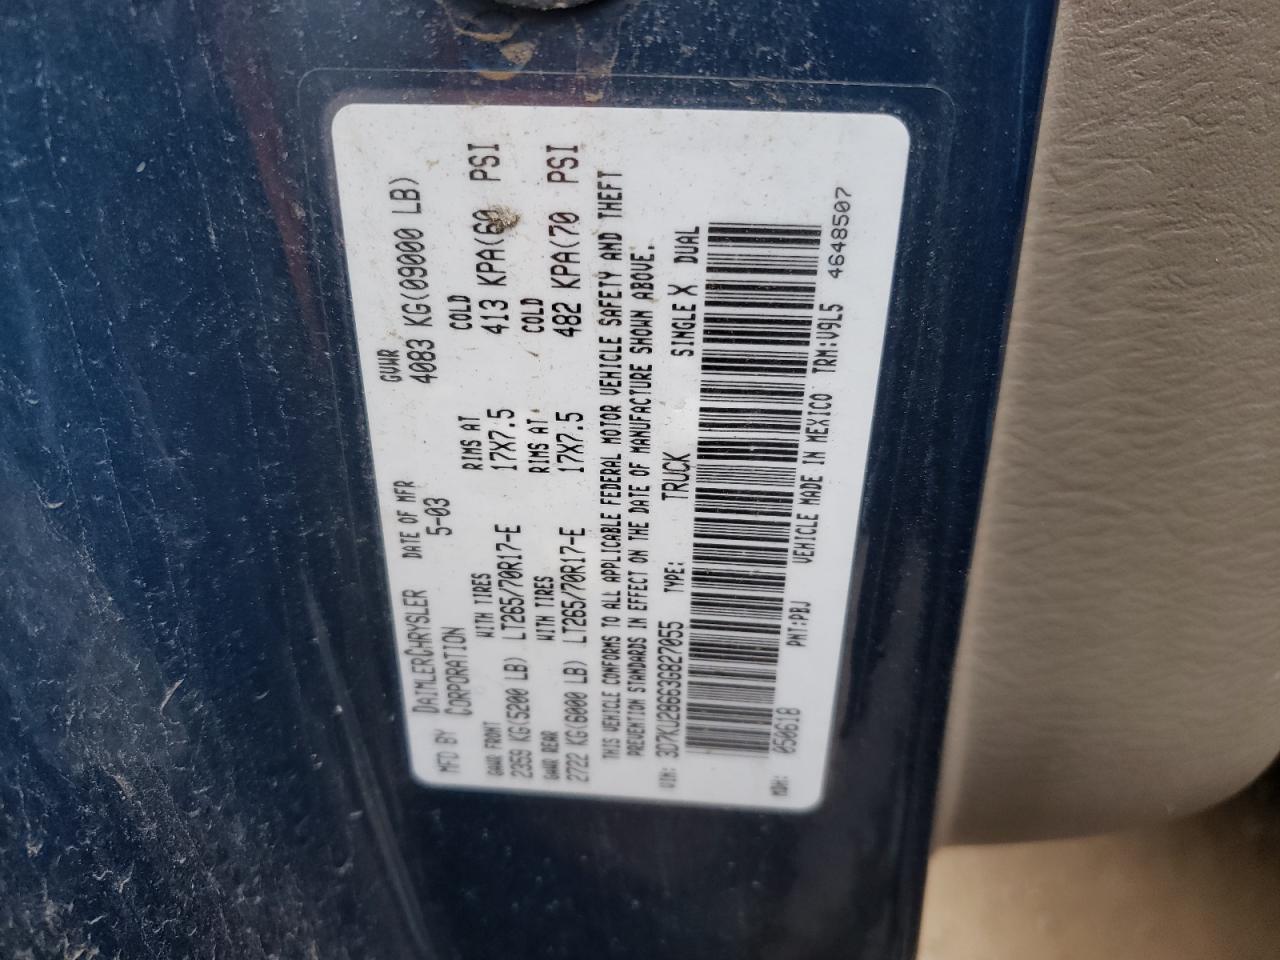 MFD BY DAIMLERCHRYSLER CORPORATION DATE OF MFR 5-03 GVWR 4083 KG(09000 LB)
GAWR FRONT WITH TIRES RIMS AT COLD
2359 KG(5200 LB) LT265/70R17-E 17X7.5 413 KPA(60 PSI
GAWR REAR WITH TIRES RIMS AT COLD
2722 KG(6000 LB) LT265/70R17-E 17X7.5 482 KPA(70 PSI
THIS VEHICLE CONFORMS TO ALL APPLICABLE FEDERAL MOTOR VEHICLE SAFETY AND THEFT
PREVENTION STANDARDS IN EFFECT ON THE DATE OF MANUFACTURE SHOWN ABOVE.
VIN: 3D7KU28663G827055 TYPE: TRUCK SINGLE X DUAL
MDH: 050618 PNT:PBJ VEHICLE MADE IN MEXICO TRM:V9L5
4648507